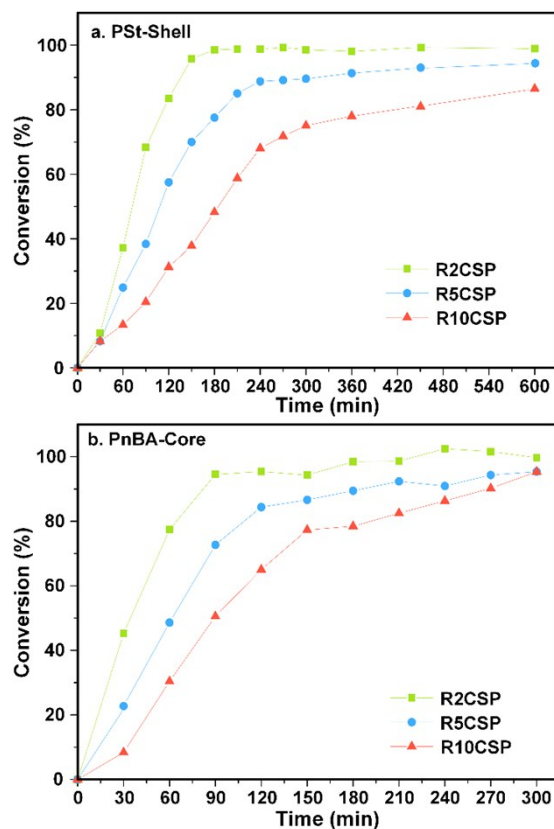 a. PSt-Shell
Conversion (%)
100
80
60
40
20
0
R2CSP
R5CSP
R10CSP
0 60 120 180 240 300 360 420 480 540 600
Time (min)
b. PnBA-Core
Conversion (%)
100
80
60
40
20
0
R2CSP
R5CSP
R10CSP
0 30 60 90 120 150 180 210 240 270 300
Time (min)